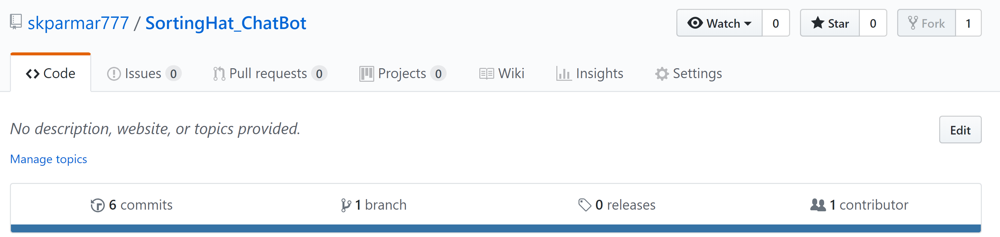 skparmar777 / SortingHat_ChatBot Watch 0 Star 0 Fork 1
Code Issues 0 Pull requests 0 Projects 0 Wiki Insights Settings
No description, website, or topics provided. Edit
Manage topics
6 commits 1 branch 0 releases 1 contributor